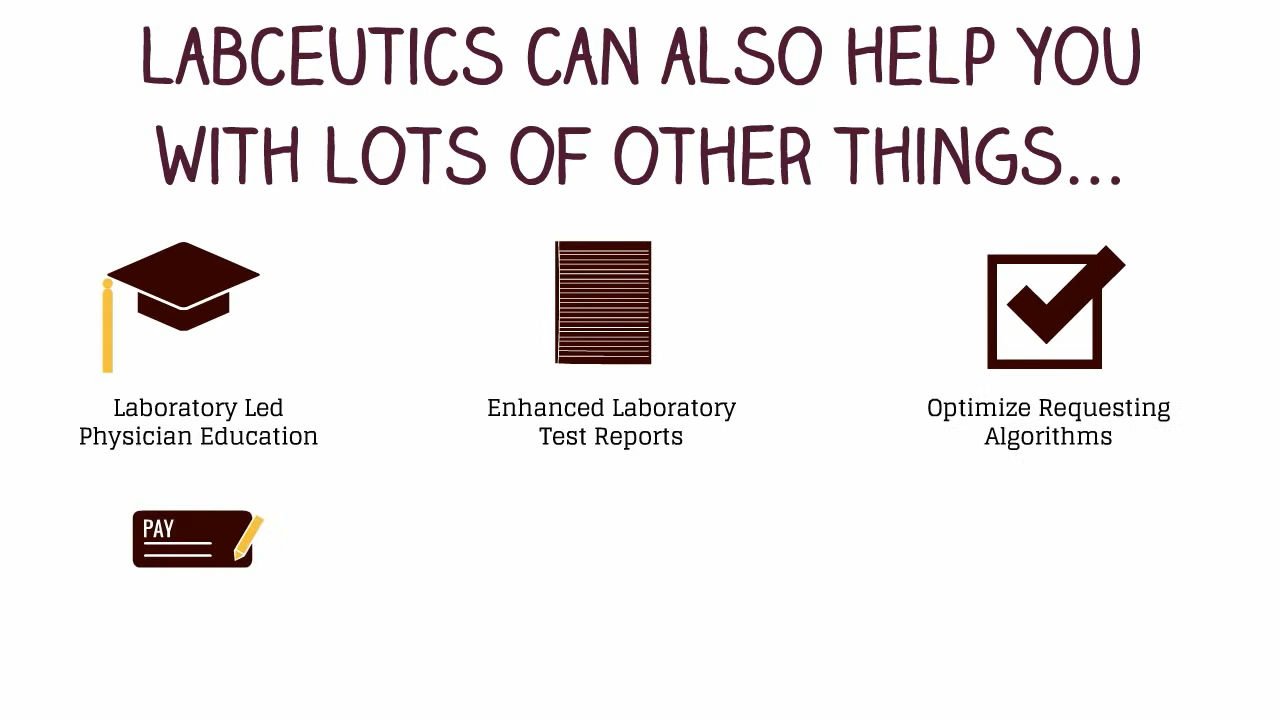 LABCEUTICS CAN ALSO HELP YOU
WITH LOTS OF OTHER THINGS...
Laboratory Led
Physician Education
Enhanced Laboratory
Test Reports
Optimize Requesting
Algorithms
PAY